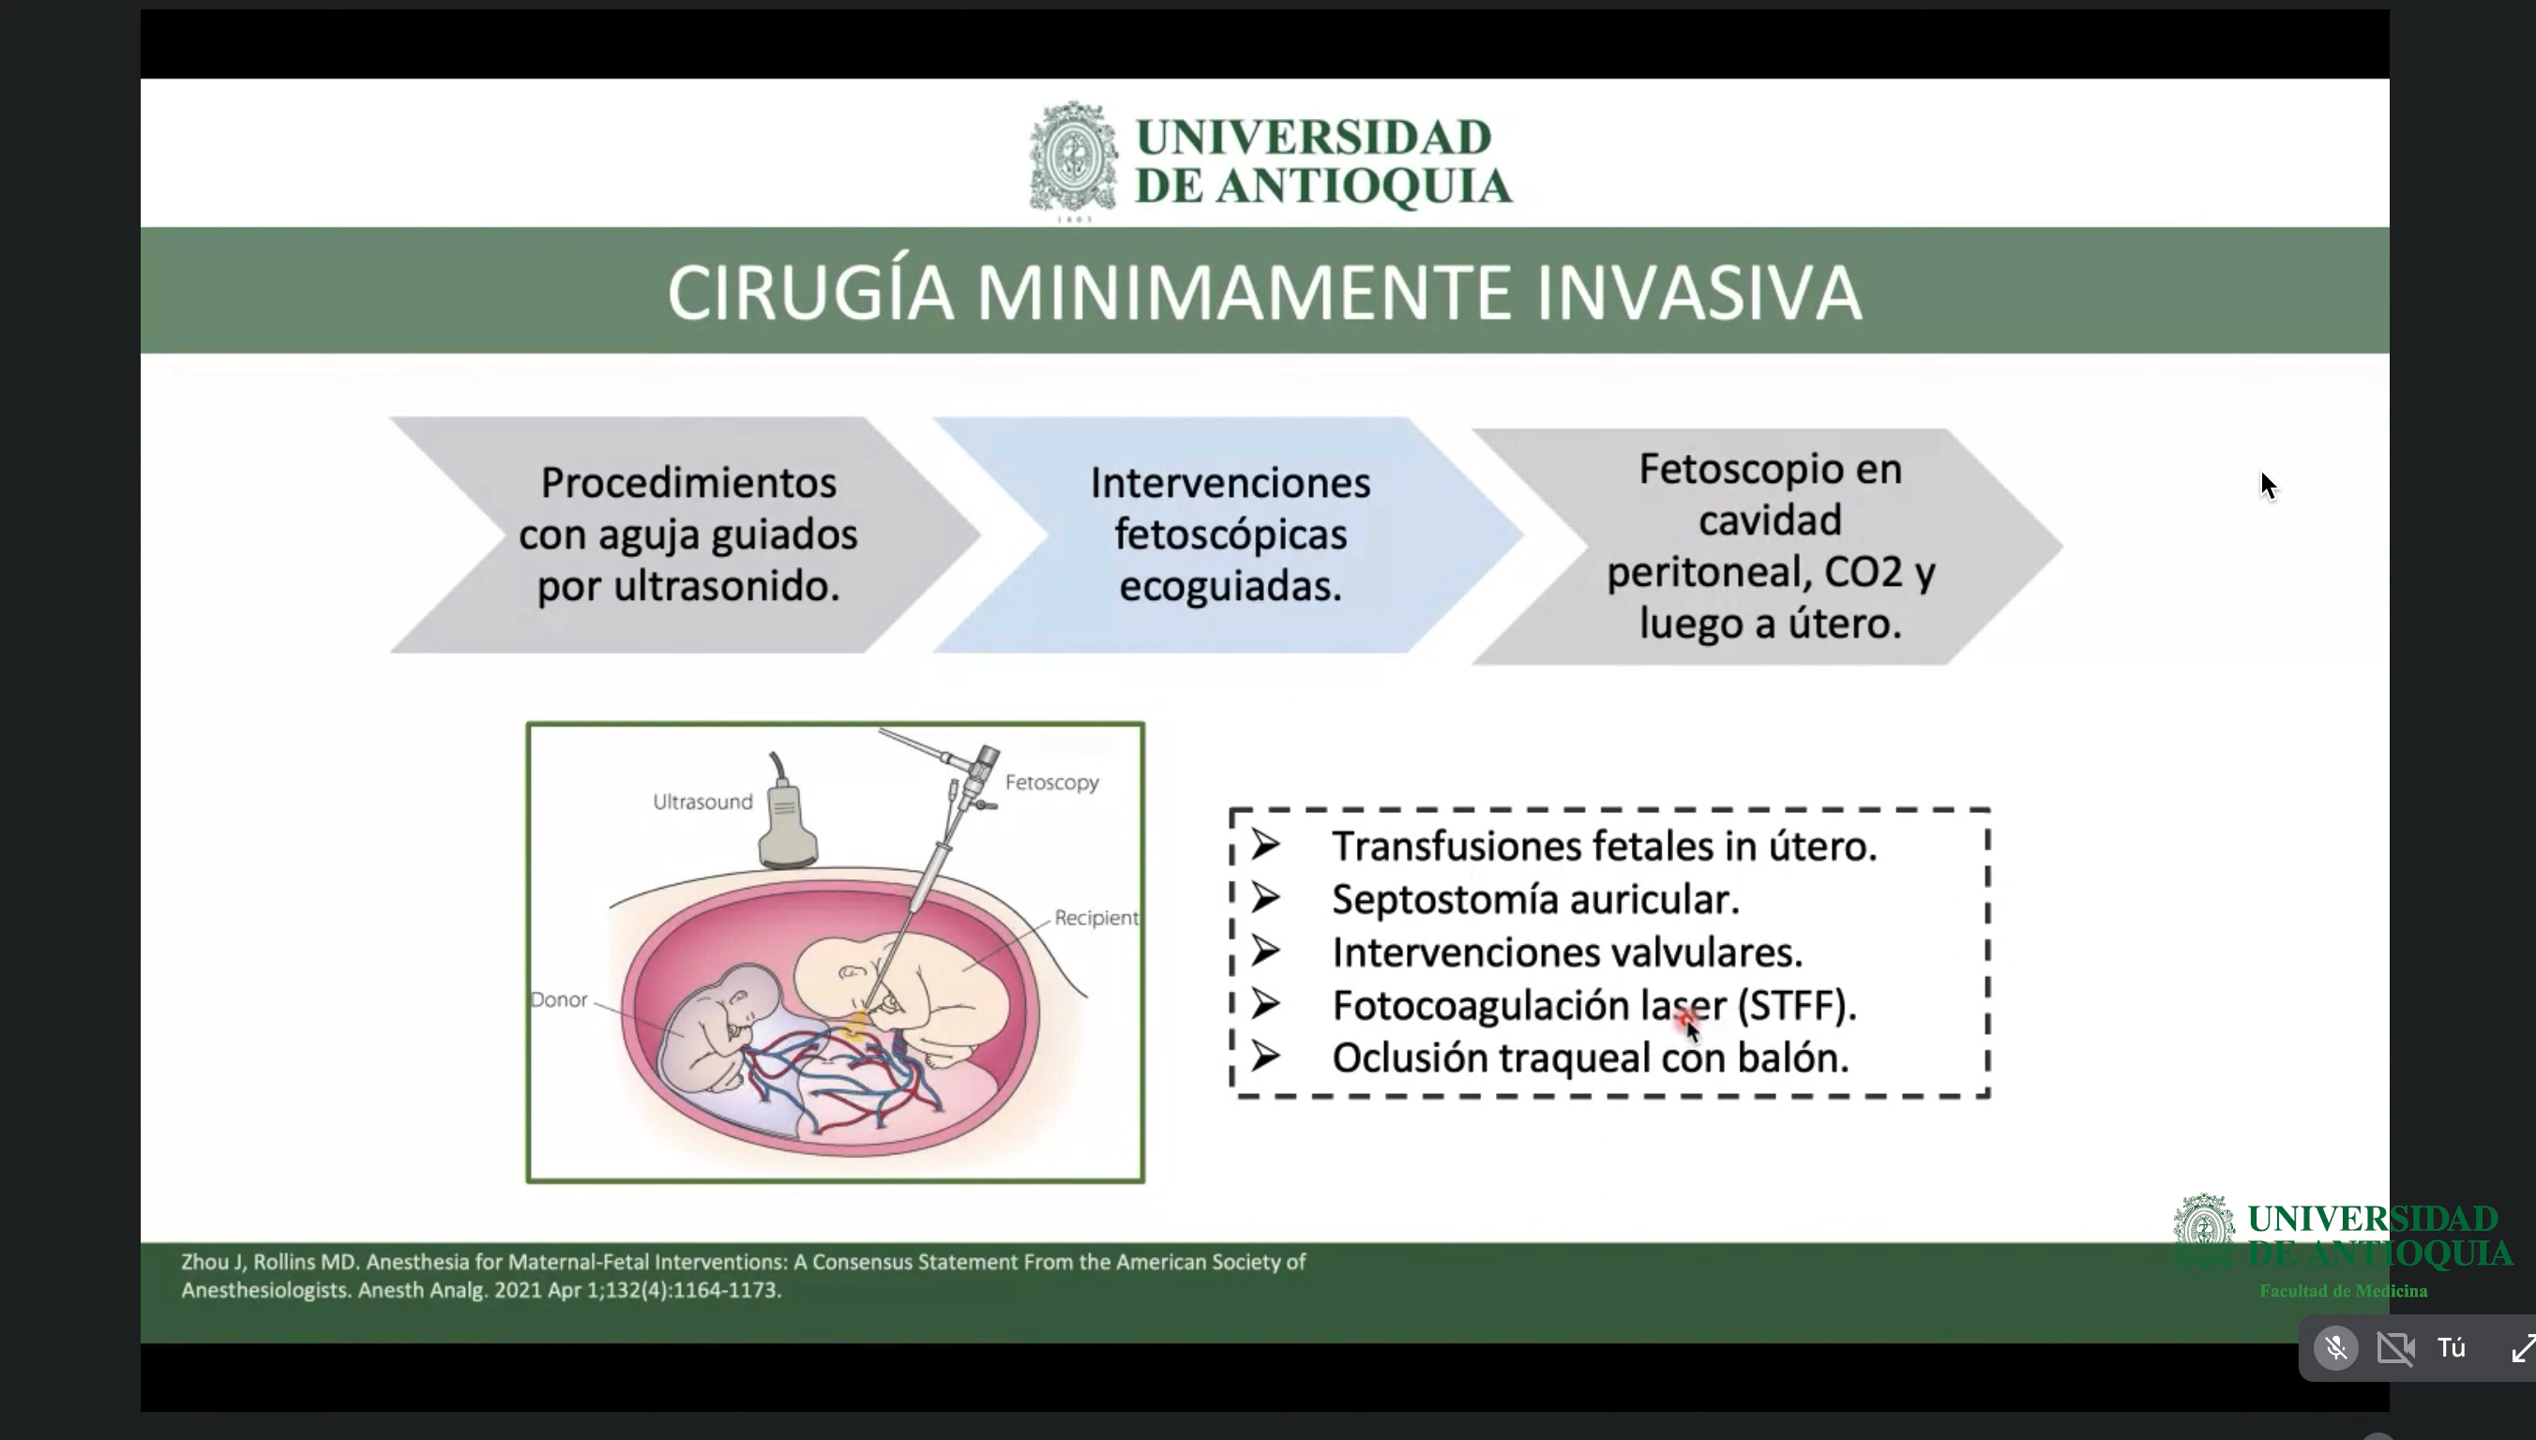 UNIVERSIDAD
DE ANTIOQUIA
1803
CIRUGÍA MINIMAMENTE INVASIVA
Procedimientos
con aguja guiados
por ultrasonido.
Intervenciones
fetoscópicas
ecoguiadas.
Fetoscopio en
cavidad
peritoneal, CO2 y
luego a útero.
Ultrasound
Fetoscopy
Recipient
Donor
Transfusiones fetales in útero.
Septostomía auricular.
Intervenciones valvulares.
Fotocoagulación laser (STFF).
Oclusión traqueal con balón.
Zhou J, Rollins MD. Anesthesia for Maternal-Fetal Interventions: A Consensus Statement From the American Society of
Anesthesiologists. Anesth Analg. 2021 Apr 1;132(4):1164-1173.
UNIVERSIDAD
DE ANTIOQUIA
Facultad de Medicina
Tú